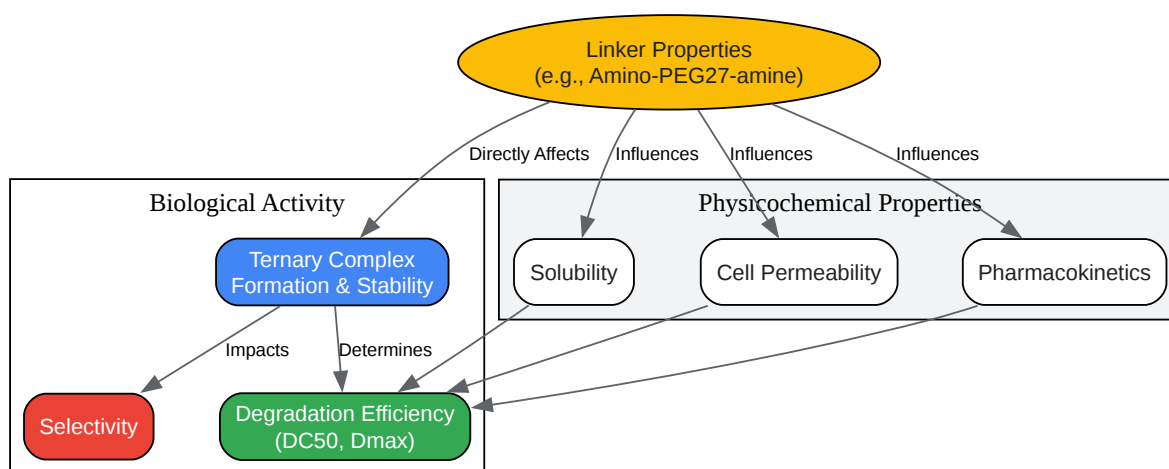 Linker Properties
(e.g., Amino-PEG27-amine)
Directly Affects
Influences
Influences
Influences
Biological Activity
Physicochemical Properties
Ternary Complex
Formation & Stability
Solubility
Cell Permeability
Pharmacokinetics
Impacts
Determines
Selectivity
Degradation Efficiency
(DC50, Dmax)